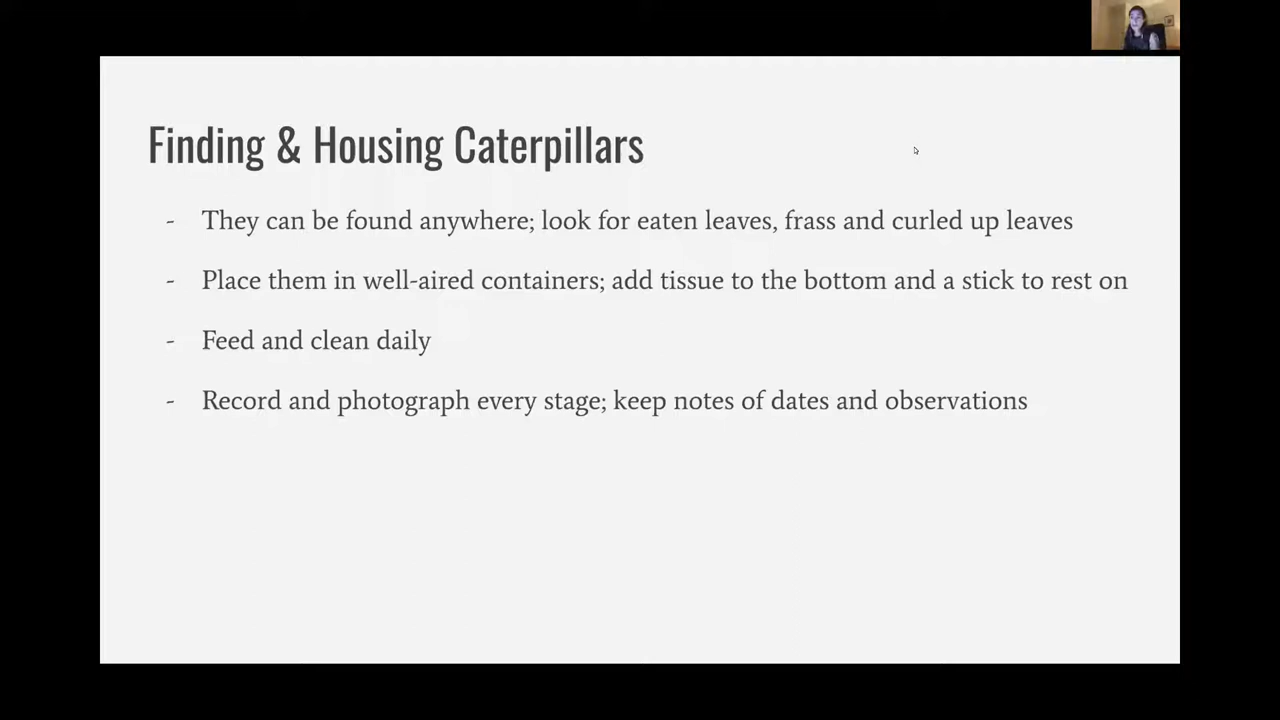 Finding & Housing Caterpillars
- They can be found anywhere; look for eaten leaves, frass and curled up leaves
- Place them in well-aired containers; add tissue to the bottom and a stick to rest on
- Feed and clean daily
- Record and photograph every stage; keep notes of dates and observations